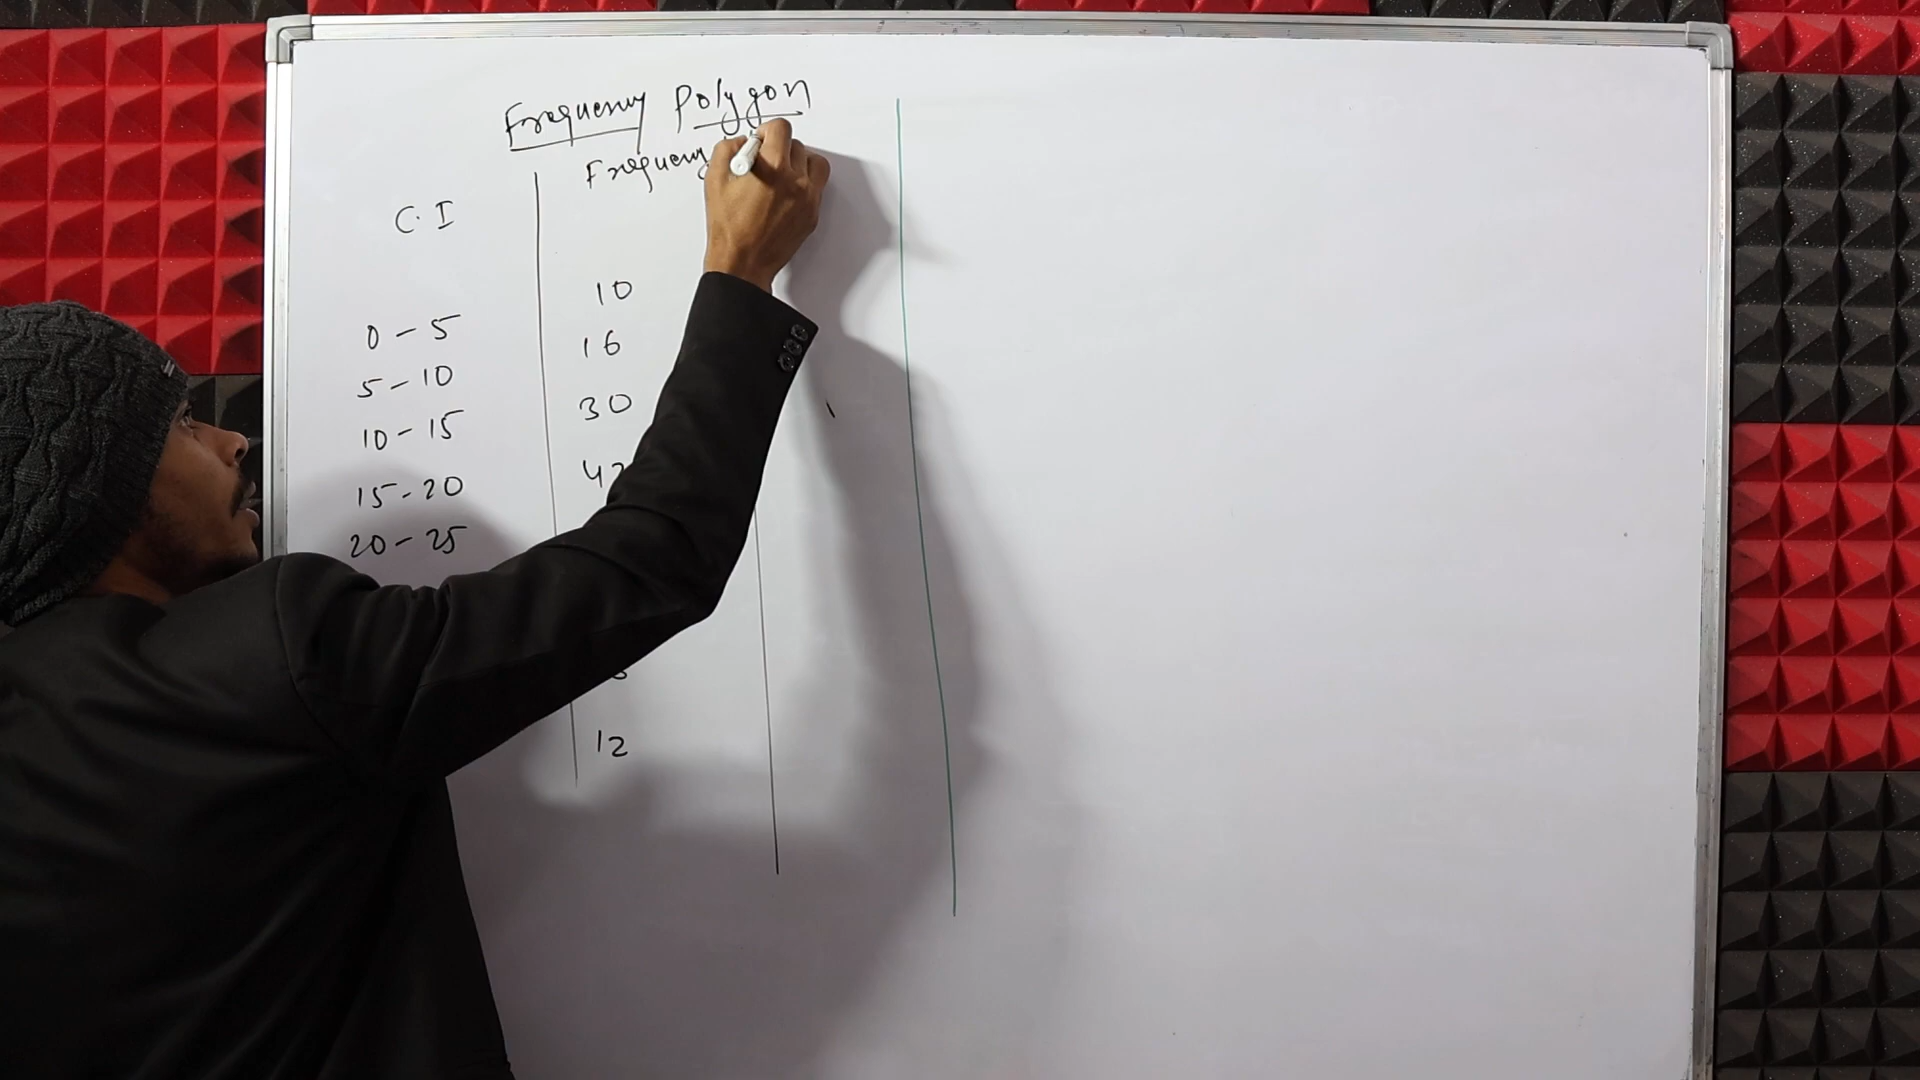 Frequency Polygon
Frequency
C.I
10
0 - 5
16
5 - 10
30
10 - 15
15 - 20
20 - 25
12